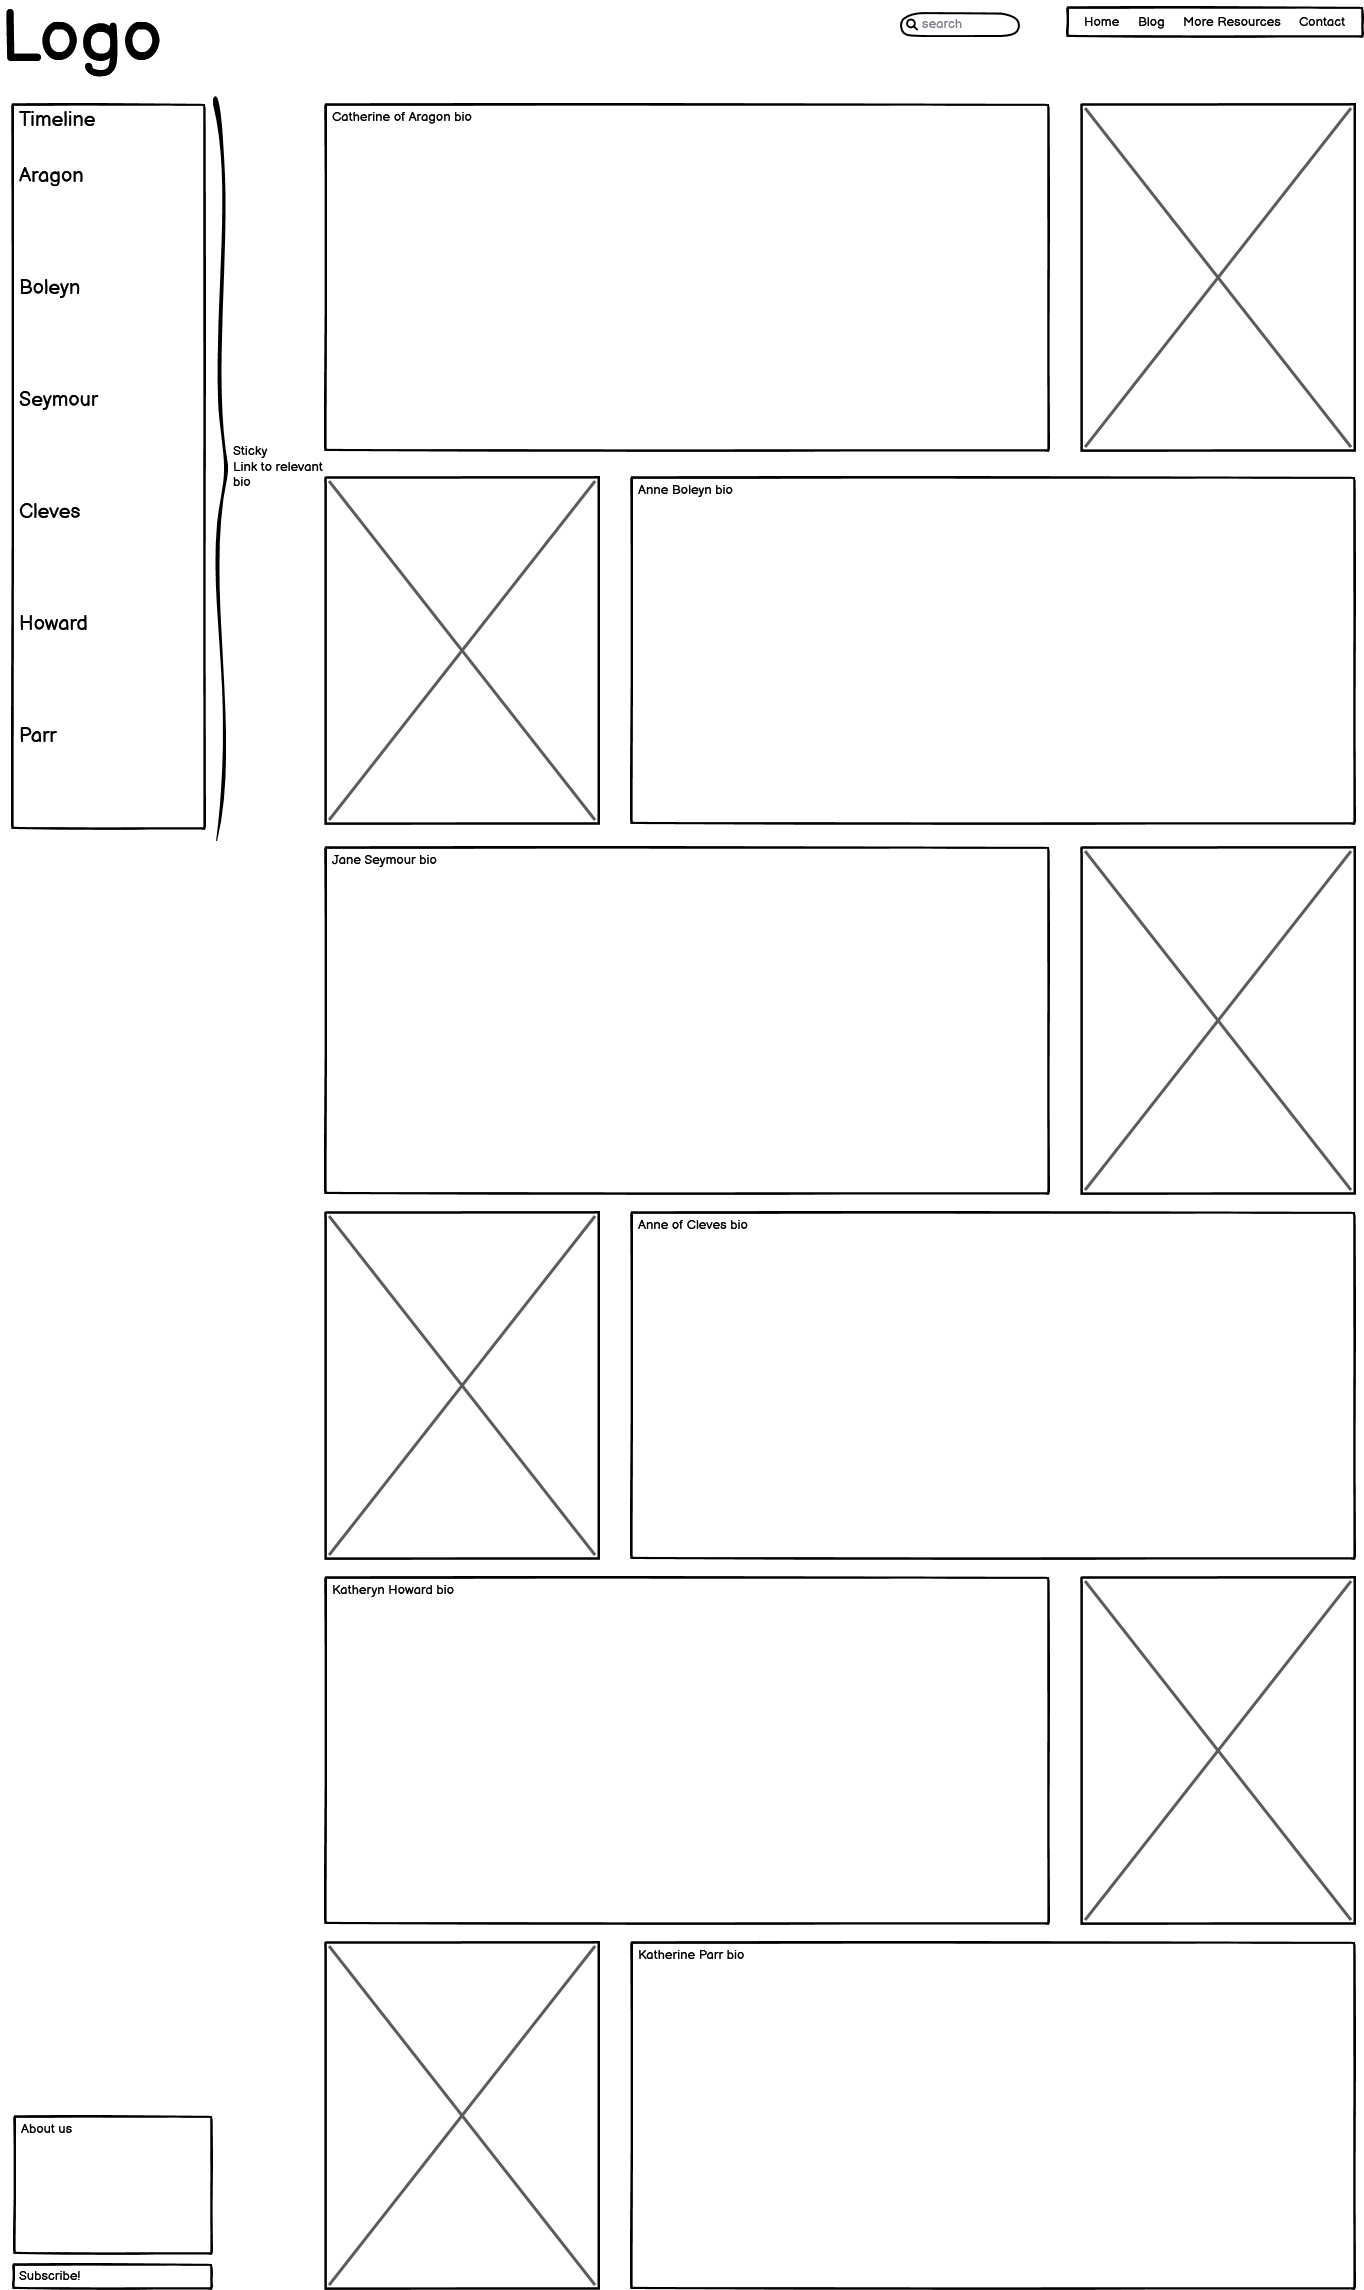 Logo
search
Home Blog More Resources Contact
Timeline
Aragon
Boleyn
Seymour
Cleves
Howard
Parr
Sticky
Link to relevant
bio
Catherine of Aragon bio
Anne Boleyn bio
Jane Seymour bio
Anne of Cleves bio
Katheryn Howard bio
Katherine Parr bio
About us
Subscribe!